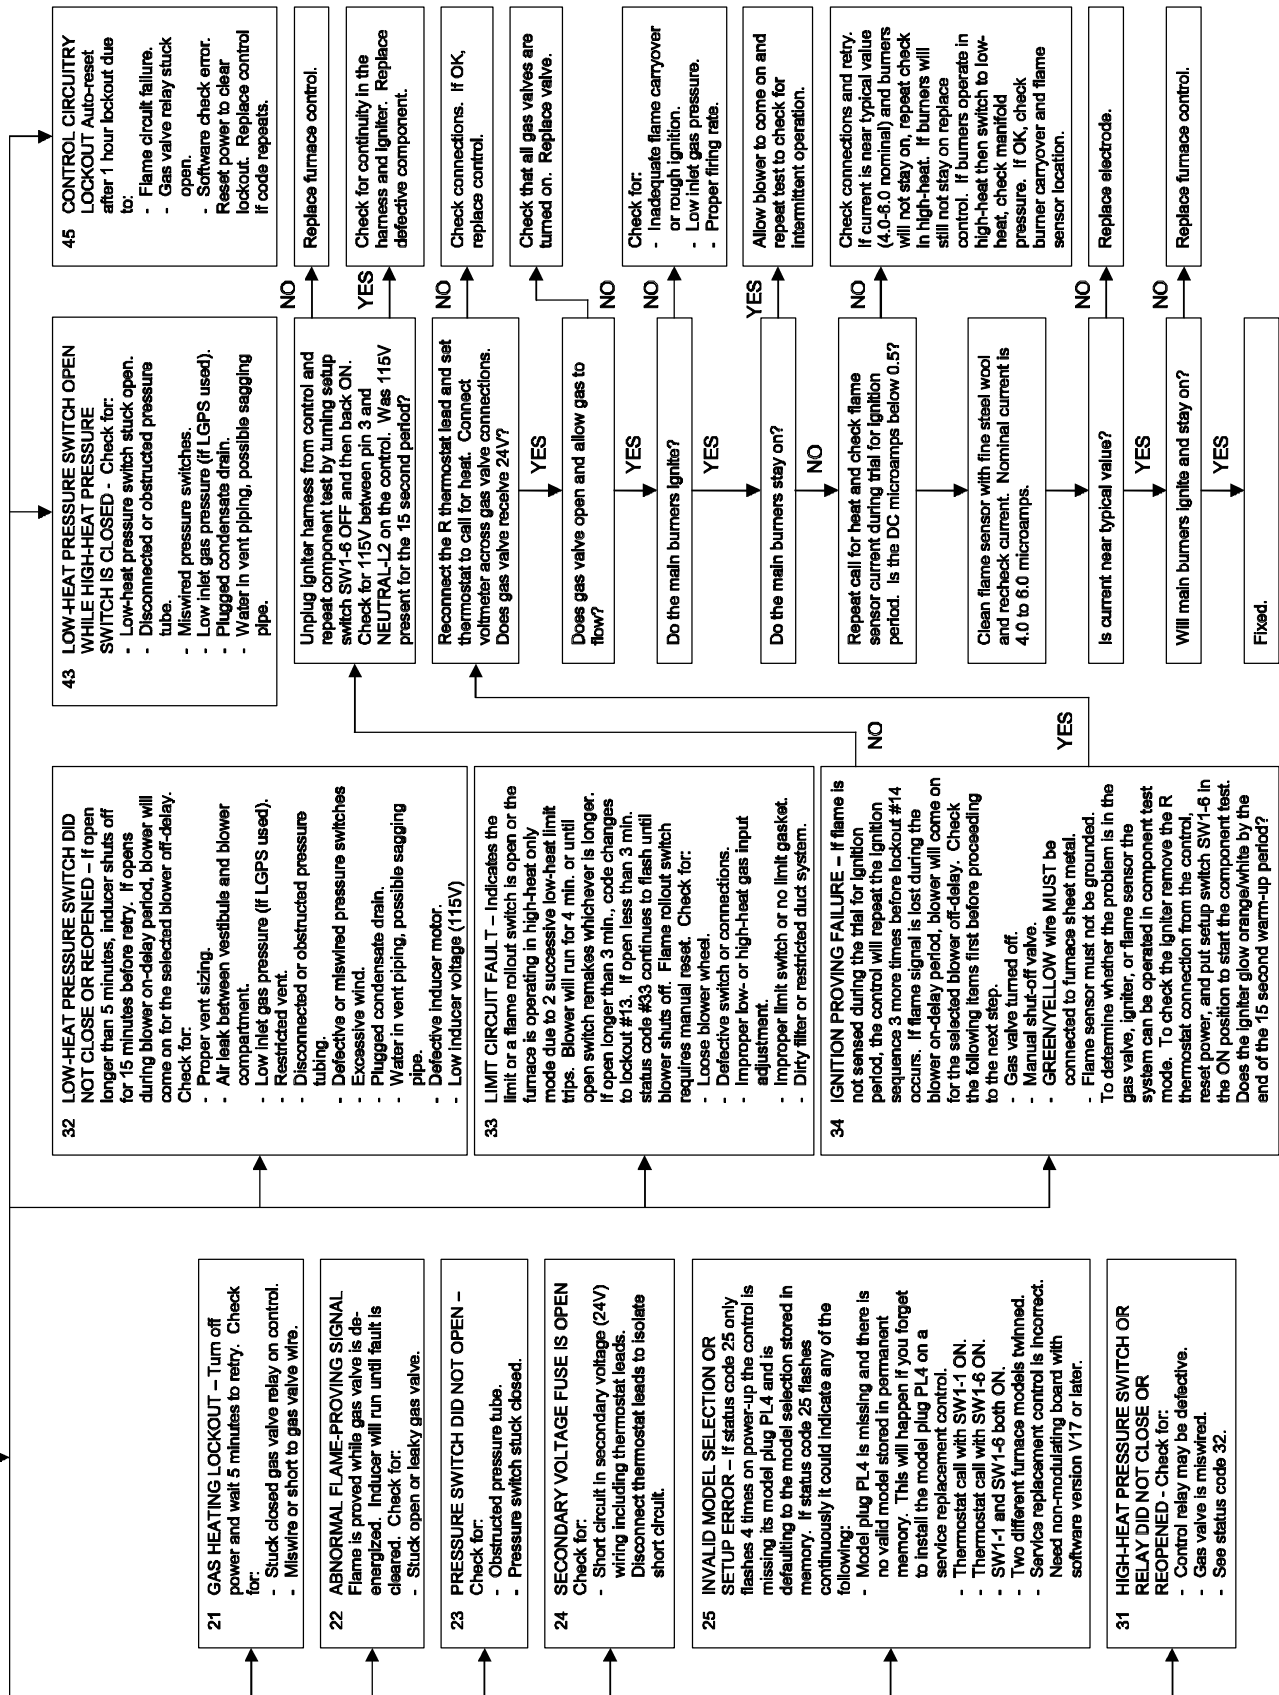 21 GAS HEATING LOCKOUT – Turn off
power and wait 5 minutes to retry. Check
for:
- Stuck closed gas valve relay on control.
- Miswire or short to gas valve wire.
22 ABNORMAL FLAME-PROVING SIGNAL
Flame is proved while gas valve is de-
energized. Inducer will run until fault is
cleared. Check for:
- Stuck open or leaky gas valve.
23 PRESSURE SWITCH DID NOT OPEN –
Check for:
- Obstructed pressure tube.
- Pressure switch stuck closed.
24 SECONDARY VOLTAGE FUSE IS OPEN
Check for:
- Short circuit in secondary voltage (24V)
wiring including thermostat leads.
Disconnect thermostat leads to isolate
short circuit.
25 INVALID MODEL SELECTION OR
SETUP ERROR – If status code 25 only
flashes 4 times on power-up the control is
missing its model plug PL4 and is
defaulting to the model selection stored in
memory. If status code 25 flashes
continuously it could indicate any of the
following:
- Model plug PL4 is missing and there is
no valid model stored in permanent
memory. This will happen if you forget
to install the model plug PL4 on a
service replacement control.
- Thermostat call with SW1-1 ON.
- Thermostat call with SW1-6 ON.
- SW1-1 and SW1-6 both ON.
- Two different furnace models twinned.
- Service replacement control is incorrect.
Need non-modulating board with
software version V17 or later.
31 HIGH-HEAT PRESSURE SWITCH OR
RELAY DID NOT CLOSE OR
REOPENED - Check for:
- Control relay may be defective.
- Gas valve is miswired.
- See status code 32.
32 LOW-HEAT PRESSURE SWITCH DID
NOT CLOSE OR REOPENED – If open
longer than 5 minutes, inducer shuts off
for 15 minutes before retry. If opens
during blower on-delay period, blower will
come on for the selected blower off-delay.
Check for:
- Proper vent sizing.
- Air leak between vestibule and blower
compartment.
- Low inlet gas pressure (if LGPS used).
- Restricted vent.
- Disconnected or obstructed pressure
tubing.
- Defective or miswired pressure switches
- Excessive wind.
- Plugged condensate drain.
- Water in vent piping, possible sagging
pipe.
- Defective inducer motor.
- Low inducer voltage (115V)
33 LIMIT CIRCUIT FAULT – Indicates the
limit or a flame rollout switch is open or the
furnace is operating in high-heat only
mode due to 2 successive low-heat limit
trips. Blower will run for 4 min. or until
open switch remakes whichever is longer.
If open longer than 3 min., code changes
to lockout #13. If open less than 3 min.
status code #33 continues to flash until
blower shuts off. Flame rollout switch
requires manual reset. Check for:
- Loose blower wheel.
- Defective switch or connections.
- Improper low- or high-heat gas input
adjustment.
- Improper limit switch or no limit gasket.
- Dirty filter or restricted duct system.
34 IGNITION PROVING FAILURE – If flame is
not sensed during the trial for ignition
period, the control will repeat the ignition
sequence 3 more times before lockout #14
occurs. If flame signal is lost during the
blower on-delay period, blower will come on
for the selected blower off-delay. Check
the following items first before proceeding
to the next step.
- Gas valve turned off.
- Manual shut-off valve.
- GREEN/YELLOW wire MUST be
connected to furnace sheet metal.
- Flame sensor must not be grounded.
To determine whether the problem is in the
gas valve, igniter, or flame sensor the
system can be operated in component test
mode. To check the igniter remove the R
thermostat connection from the control,
reset power, and put setup switch SW1-6 in
the ON position to start the component test.
Does the igniter glow orange/white by the
end of the 15 second warm-up period?
NO
YES
43 LOW-HEAT PRESSURE SWITCH OPEN
WHILE HIGH-HEAT PRESSURE
SWITCH IS CLOSED - Check for:
- Low-heat pressure switch stuck open.
- Disconnected or obstructed pressure
tube.
- Miswired pressure switches.
- Low inlet gas pressure (if LGPS used).
- Plugged condensate drain.
- Water in vent piping, possible sagging
pipe.
45 CONTROL CIRCUITRY
LOCKOUT Auto-reset
after 1 hour lockout due
to:
- Flame circuit failure.
- Gas valve relay stuck
open.
- Software check error.
Reset power to clear
lockout. Replace control
if code repeats.
Unplug igniter harness from control and
repeat component test by turning setup
switch SW1-6 OFF and then back ON.
Check for 115V between pin 3 and
NEUTRAL-L2 on the control. Was 115V
present for the 15 second period?
NO
Replace furnace control.
YES
Check for continuity in the
harness and igniter. Replace
defective component.
Reconnect the R thermostat lead and set
thermostat to call for heat. Connect
voltmeter across gas valve connections.
Does gas valve receive 24V?
NO
Check connections. If OK,
replace control.
YES
Does gas valve open and allow gas to
flow?
NO
Check that all gas valves are
turned on. Replace valve.
YES
Do the main burners ignite?
NO
Check for:
- Inadequate flame carryover
or rough ignition.
- Low inlet gas pressure.
- Proper firing rate.
YES
Do the main burners stay on?
YES
Allow blower to come on and
repeat test to check for
intermittent operation.
NO
Repeat call for heat and check flame
sensor current during trial for ignition
period. Is the DC microamps below 0.5?
NO
Check connections and retry.
If current is near typical value
(4.0-6.0 nominal) and burners
will not stay on, repeat check
in high-heat. If burners will
still not stay on replace
control. If burners operate in
high-heat then switch to low-
heat, check manifold
pressure. If OK, check
burner carryover and flame
sensor location.
Clean flame sensor with fine steel wool
and recheck current. Nominal current is
4.0 to 6.0 microamps.
Is current near typical value?
NO
Replace electrode.
YES
Will main burners ignite and stay on?
NO
Replace furnace control.
YES
Fixed.